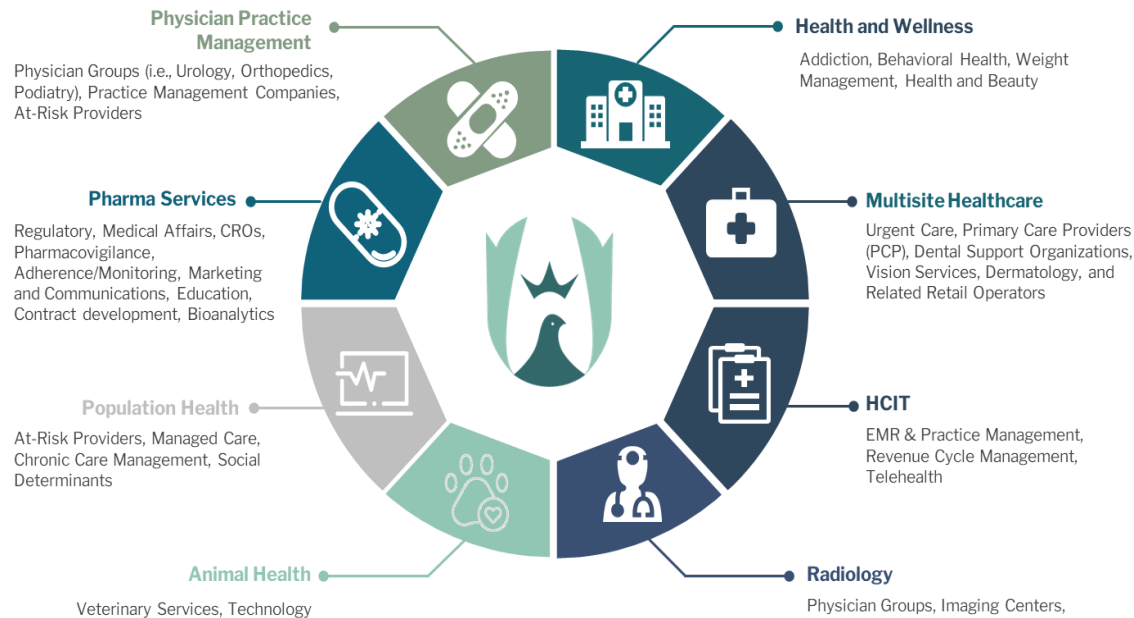 Physician Practice
Management
Physician Groups (i.e., Urology, Orthopedics,
Podiatry), Practice Management Companies,
At-Risk Providers
Health and Wellness
Addiction, Behavioral Health, Weight
Management, Health and Beauty
Pharma Services
Regulatory, Medical Affairs, CROs,
Pharmacovigilance,
Adherence/Monitoring, Marketing
and Communications, Education,
Contract development, Bioanalytics
Multisite Healthcare
Urgent Care, Primary Care Providers
(PCP), Dental Support Organizations,
Vision Services, Dermatology, and
Related Retail Operators
Population Health
At-Risk Providers, Managed Care,
Chronic Care Management, Social
Determinants
HCIT
EMR & Practice Management,
Revenue Cycle Management,
Telehealth
Animal Health
Veterinary Services, Technology
Radiology
Physician Groups, Imaging Centers,